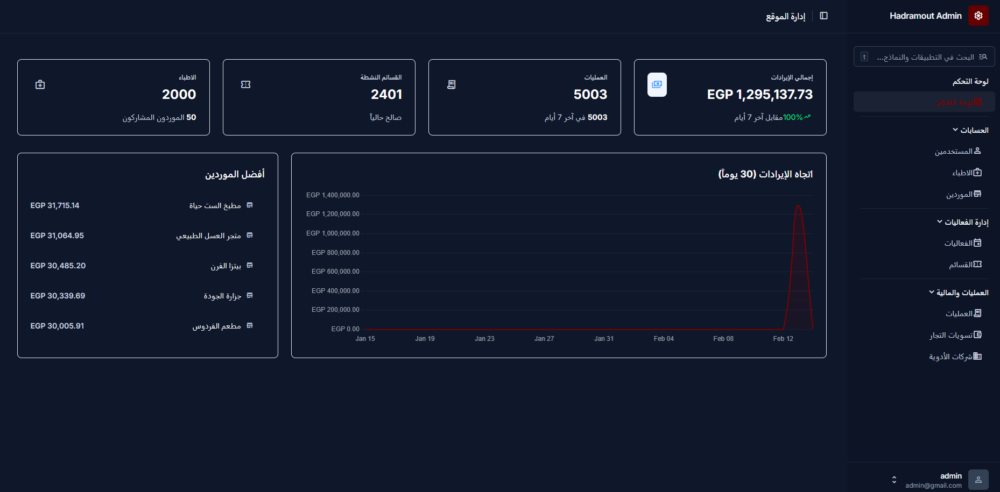 Hadramout Admin
إدارة الموقع
البحث في التطبيقات والنماذج...
t
لوحة التحكم
لوحة التحكم
الحسابات
المستخدمين
الاطباء
الموردين
إدارة الفعاليات
الفعاليات
القسائم
العمليات والمالية
العمليات
تسويات التجار
شركات الأدوية
admin
admin@gmail.com
إجمالي الإيرادات
EGP 1,295,137.73
100% مقابل آخر 7 أيام
العمليات
5003
5003 في آخر 7 أيام
القسائم النشطة
2401
صالح حالياً
الاطباء
2000
50 الموردون المشاركون
اتجاه الإيرادات (30 يوماً)
EGP 1,400,000.00
EGP 1,200,000.00
EGP 1,000,000.00
EGP 800,000.00
EGP 600,000.00
EGP 400,000.00
EGP 200,000.00
EGP 0.00
Jan 15 Jan 19 Jan 23 Jan 27 Jan 31 Feb 04 Feb 08 Feb 12
أفضل الموردين
مطبخ الست حياة EGP 31,715.14
متجر العسل الطبيعي EGP 31,064.95
بيتزا الفرن EGP 30,485.20
جزارة الجودة EGP 30,339.69
مطعم الفردوس EGP 30,005.91